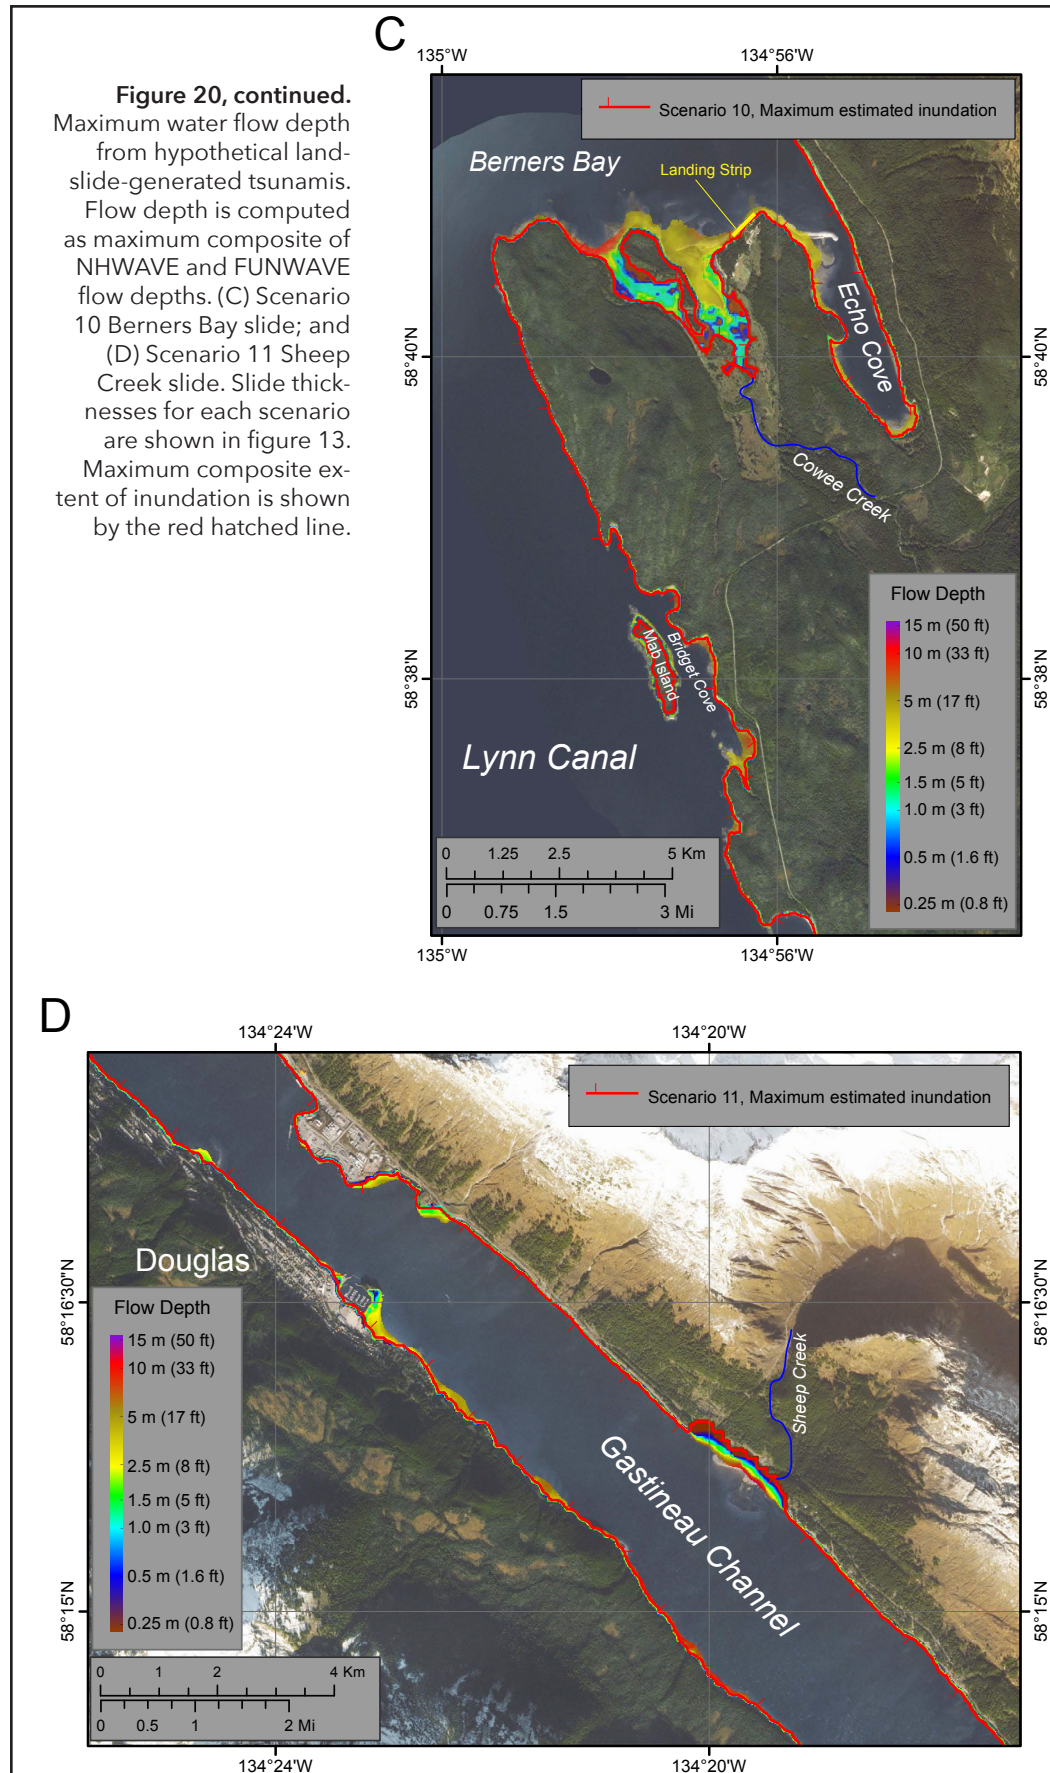 Figure 20, continued.
Maximum water flow depth
from hypothetical land-
slide-generated tsunamis.
Flow depth is computed
as maximum composite of
NHWAVE and FUNWAVE
flow depths. (C) Scenario
10 Berners Bay slide; and
(D) Scenario 11 Sheep
Creek slide. Slide thick-
nesses for each scenario
are shown in figure 13.
Maximum composite ex-
tent of inundation is shown
by the red hatched line.
C
135°W
134°56'W
Scenario 10, Maximum estimated inundation
Berners Bay
Landing Strip
Echo Cove
58°40'N
58°40'N
Cowee Creek
Mab Island
Bridget Cove
58°38'N
58°38'N
Lynn Canal
Flow Depth
15 m (50 ft)
10 m (33 ft)
5 m (17 ft)
2.5 m (8 ft)
1.5 m (5 ft)
1.0 m (3 ft)
0.5 m (1.6 ft)
0.25 m (0.8 ft)
0 1.25 2.5 5 Km
0 0.75 1.5 3 Mi
135°W
134°56'W
D
134°24'W
134°20'W
Scenario 11, Maximum estimated inundation
Douglas
58°16'30"N
58°16'30"N
Sheep Creek
Gastineau Channel
Flow Depth
15 m (50 ft)
10 m (33 ft)
5 m (17 ft)
2.5 m (8 ft)
1.5 m (5 ft)
1.0 m (3 ft)
0.5 m (1.6 ft)
0.25 m (0.8 ft)
58°15'N
58°15'N
0 1 2 4 Km
0 0.5 1 2 Mi
134°24'W
134°20'W